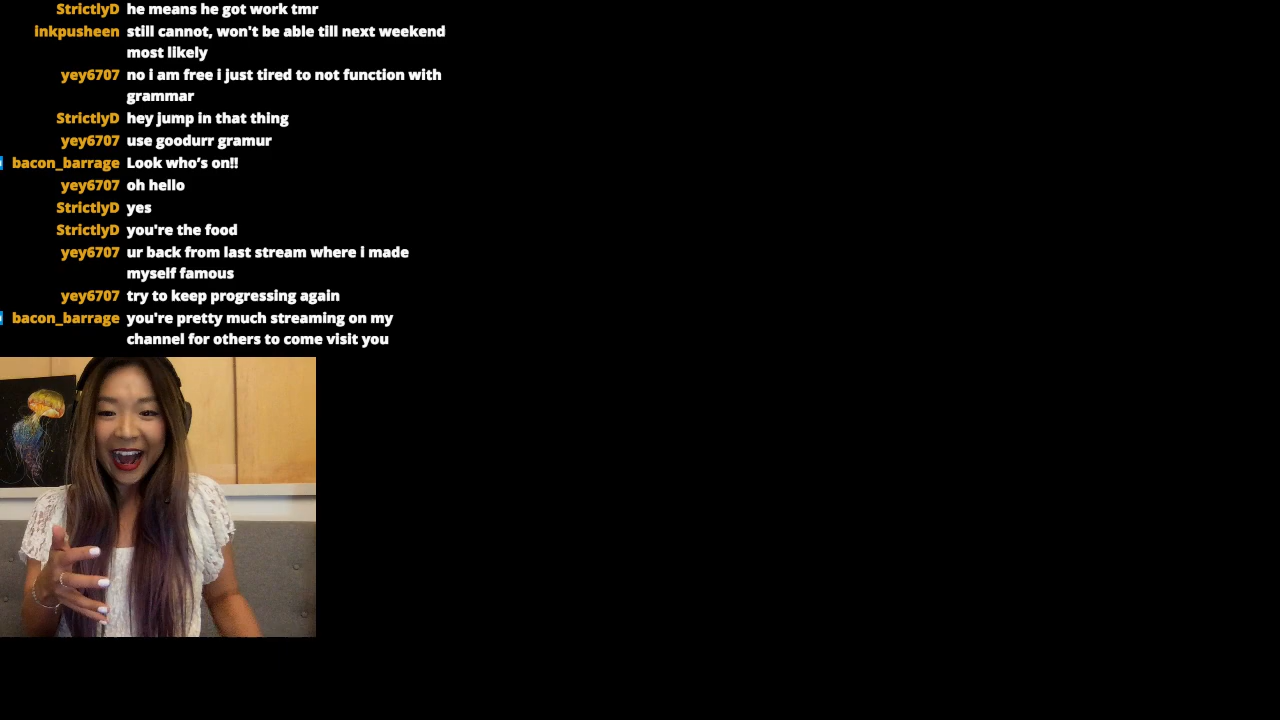 StrictlyD he means he got work tmr
inkpusheen still cannot, won't be able till next weekend
most likely
yey6707 no i am free i just tired to not function with
grammar
StrictlyD hey jump in that thing
yey6707 use goodurr gramur
bacon_barrage Look who’s on!!
yey6707 oh hello
StrictlyD yes
StrictlyD you're the food
yey6707 ur back from last stream where i made
myself famous
yey6707 try to keep progressing again
bacon_barrage you're pretty much streaming on my
channel for others to come visit you